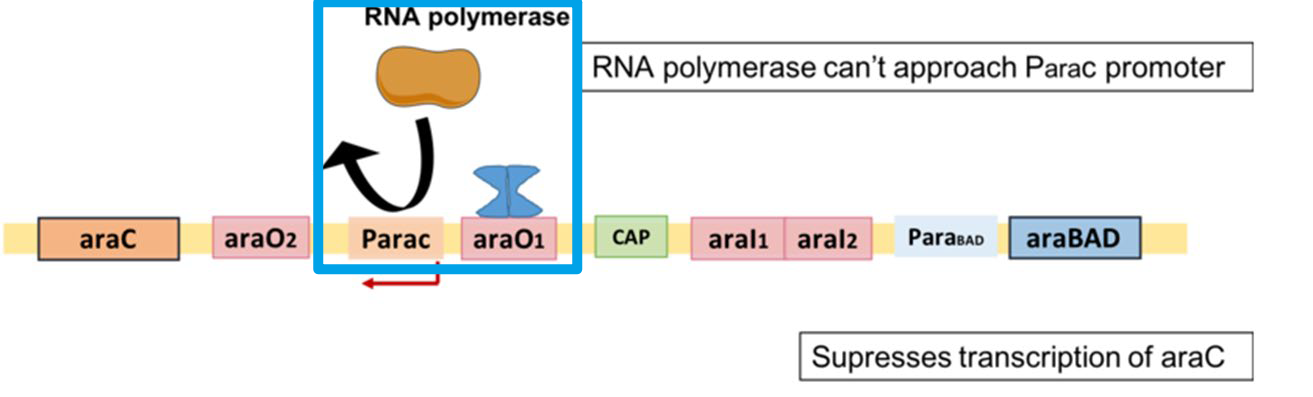 RNA polymerase
RNA polymerase can't approach Parac promoter
araC araO2 Parac araO1 CAP araI1 araI2 ParaBAD araBAD
Supresses transcription of araC